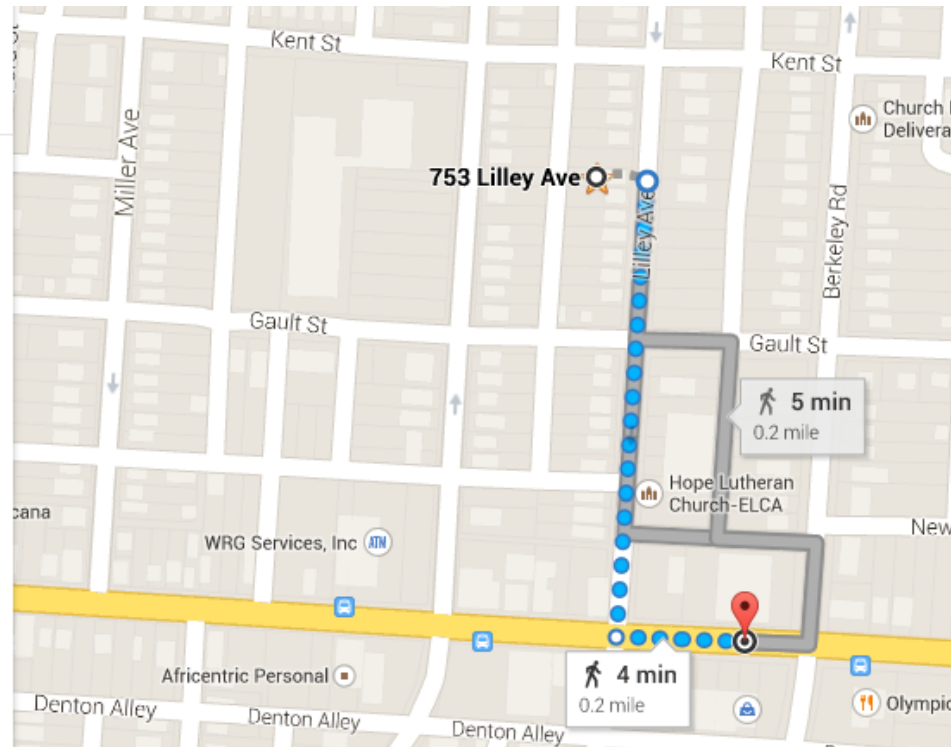 Kent St
Kent St
Church
Delivera
Miller Ave
753 Lilley Ave
Lilley Ave
Berkeley Rd
Gault St
Gault St
5 min
0.2 mile
Hope Lutheran
Church-ELCA
cana
New
WRG Services, Inc
ATM
4 min
0.2 mile
Africentric Personal
Olympic
Denton Alley
Denton Alley
Denton Alley